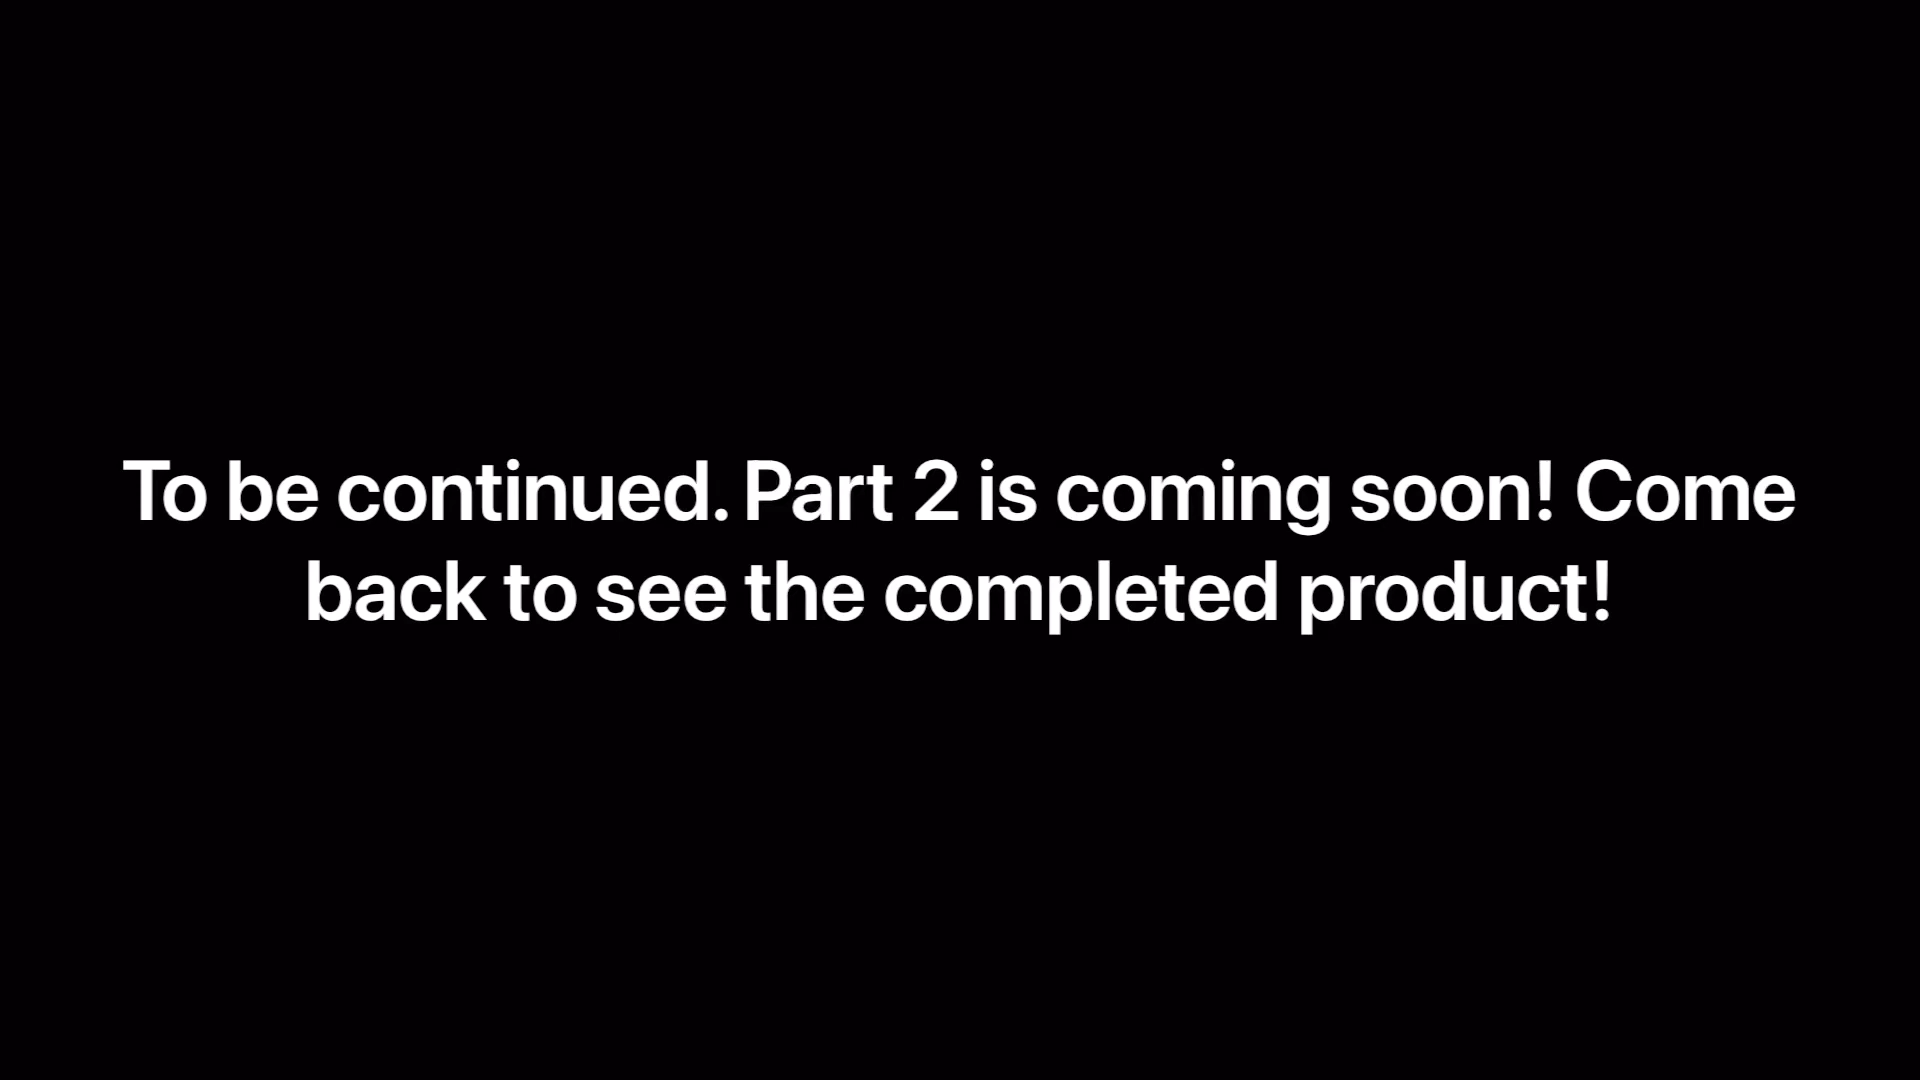 To be continued. Part 2 is coming soon! Come
back to see the completed product!